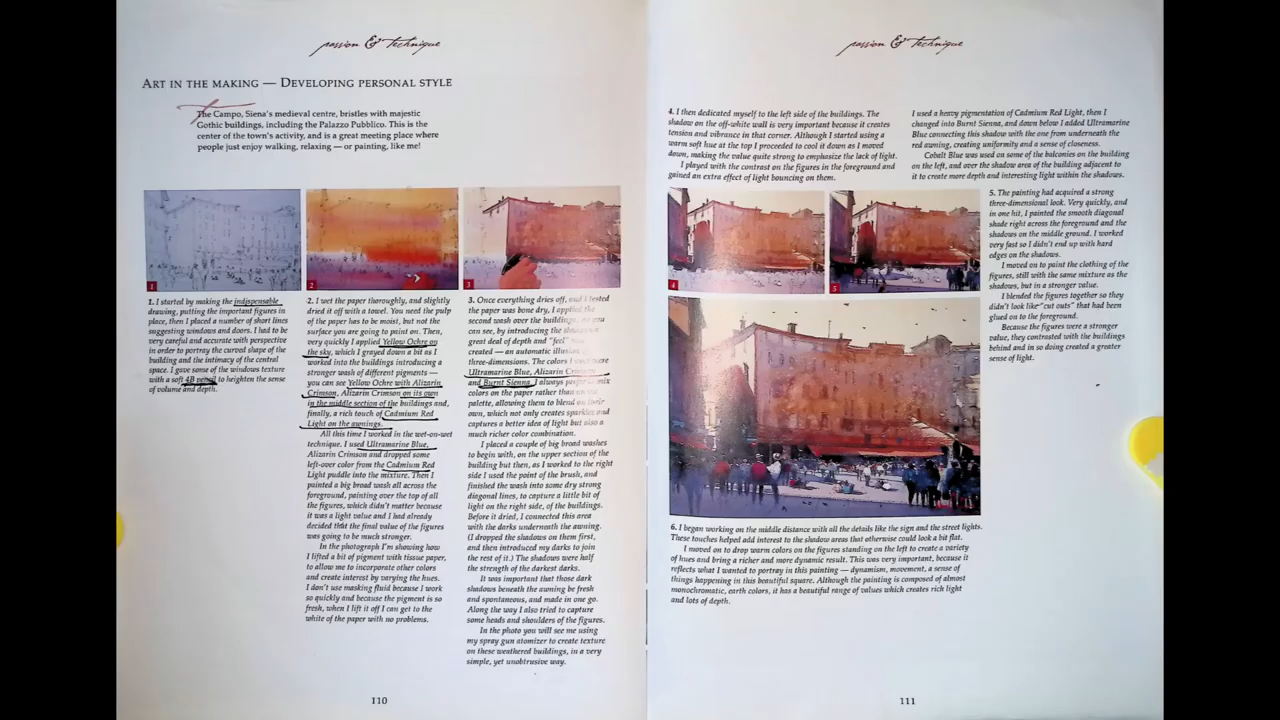 passion & technique
ART IN THE MAKING — DEVELOPING PERSONAL STYLE
The Campo, Siena's medieval centre, bristles with majestic
Gothic buildings, including the Palazzo Pubblico. This is the
center of the town's activity, and is a great meeting place where
people just enjoy walking, relaxing — or painting, like me!
1
2
3
1. I started by making the indispensable
drawing, putting the important figures in
place, then I placed a number of short lines
suggesting windows and doors. I had to be
very careful and accurate with perspective
in order to portray the curved shape of the
building and the intimacy of the central
space. I gave some of the windows texture
with a soft 4B pencil to heighten the sense
of volume and depth.
2. I wet the paper thoroughly, and slightly
dried it off with a towel. You need the pulp
of the paper has to be moist, but not the
surface you are going to paint on. Then,
very quickly I applied Yellow Ochre on
the sky, which I grayed down a bit as I
worked into the buildings introducing a
stronger wash of different pigments —
you can see Yellow Ochre with Alizarin
Crimson, Alizarin Crimson on its own
in the middle section of the buildings and,
finally, a rich touch of Cadmium Red
Light on the awnings.
All this time I worked in the wet-on-wet
technique. I used Ultramarine Blue,
Alizarin Crimson and dropped some
left-over color from the Cadmium Red
Light puddle into the mixture. Then I
painted a big broad wash all across the
foreground, painting over the top of all
the figures, which didn't matter because
it was a light value and I had already
decided that the final value of the figures
was going to be much stronger.
In the photograph I'm showing how
I lifted a bit of pigment with tissue paper,
to allow me to incorporate other colors
and create interest by varying the hues.
I don't use masking fluid because I work
so quickly and because the pigment is so
fresh, when I lift it off I can get to the
white of the paper with no problems.
3. Once everything dries off, and I tested
the paper was bone dry, I applied the
second wash over the buildings, as you
can see, by introducing the shadows a
great deal of depth and "feel" was
created — an automatic illusion of
three-dimensions. The colors I used were
Ultramarine Blue, Alizarin Crimson
and Burnt Sienna. I always prefer to mix
colors on the paper rather than on the
palette, allowing them to blend on their
own, which not only creates sparkle and
captures a better idea of light but also a
much richer color combination.
I placed a couple of big broad washes
to begin with, on the upper section of the
building but then, as I worked to the right
side I used the point of the brush, and
finished the wash into some dry strong
diagonal lines, to capture a little bit of
light on the right side, of the buildings.
Before it dried, I connected this area
with the darks underneath the awning.
(I dropped the shadows on them first,
and then introduced my darks to join
the rest of it.) The shadows were half
the strength of the darkest darks.
It was important that those dark
shadows beneath the awning be fresh
and spontaneous, and made in one go.
Along the way I also tried to capture
some heads and shoulders of the figures.
In the photo you will see me using
my spray gun atomizer to create texture
on these weathered buildings, in a very
simple, yet unobtrusive way.
110
passion & technique
4. I then dedicated myself to the left side of the buildings. The
shadow on the off-white wall is very important because it creates
tension and vibrance in that corner. Although I started using a
warm soft hue at the top I proceeded to cool it down as I moved
down, making the value quite strong to emphasize the lack of light.
I played with the contrast on the figures in the foreground and
gained an extra effect of light bouncing on them.
I used a heavy pigmentation of Cadmium Red Light, then I
changed into Burnt Sienna, and down below I added Ultramarine
Blue connecting this shadow with the one from underneath the
red awning, creating uniformity and a sense of closeness.
Cobalt Blue was used on some of the balconies on the building
on the left, and over the shadow area of the building adjacent to
it to create more depth and interesting light within the shadows.
4
5
5. The painting had acquired a strong
three-dimensional look. Very quickly, and
in one hit, I painted the smooth diagonal
shade right across the foreground and the
shadows on the middle ground. I worked
very fast so I didn't end up with hard
edges on the shadows.
I moved on to paint the clothing of the
figures, still with the same mixture as the
shadows, but in a stronger value.
I blended the figures together so they
didn't look like "cut outs" that had been
glued on to the foreground.
Because the figures were a stronger
value, they contrasted with the buildings
behind and in so doing created a greater
sense of light.
6. I began working on the middle distance with all the details like the sign and the street lights.
These touches helped add interest to the shadow areas that otherwise could look a bit flat.
I moved on to drop warm colors on the figures standing on the left to create a variety
of hues and bring a richer and more dynamic result. This was very important, because it
reflects what I wanted to portray in this painting — dynamism, movement, a sense of
things happening in this beautiful square. Although the painting is composed of almost
monochromatic, earth colors, it has a beautiful range of values which creates rich light
and lots of depth.
111